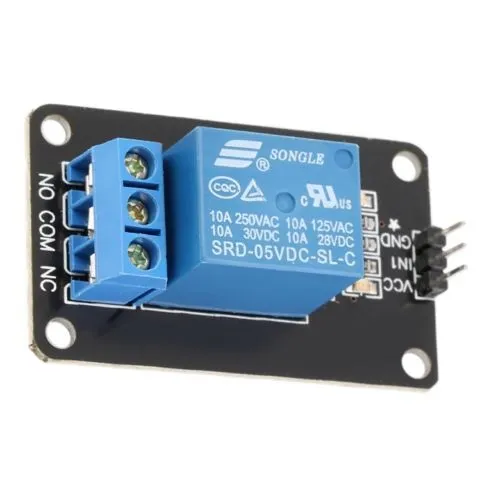 NO COM NC
SONGLE
®
CQC
c RU US
10A 250VAC 10A 125VAC
10A 30VDC 10A 28VDC
SRD-05VDC-SL-C
GND
IN1
VCC